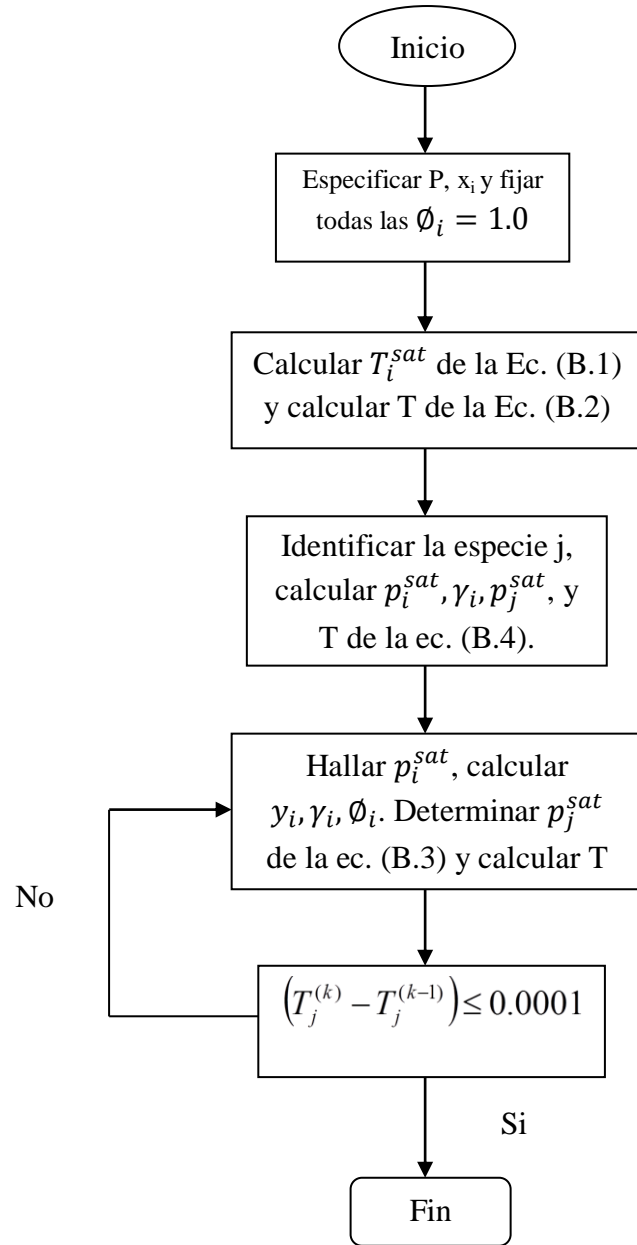 Inicio
Especificar P, xᵢ y fijar
todas las ∅ᵢ = 1.0
Calcular Tᵢˢᵃᵗ de la Ec. (B.1)
y calcular T de la Ec. (B.2)
Identificar la especie j,
calcular pᵢˢᵃᵗ, γᵢ, pⱼˢᵃᵗ, y
T de la ec. (B.4).
Hallar pᵢˢᵃᵗ, calcular
yᵢ, γᵢ, ∅ᵢ. Determinar pⱼˢᵃᵗ
de la ec. (B.3) y calcular T
No
(Tⱼ⁽ᵏ⁾ − Tⱼ⁽ᵏ⁻¹⁾) ≤ 0.0001
Si
Fin